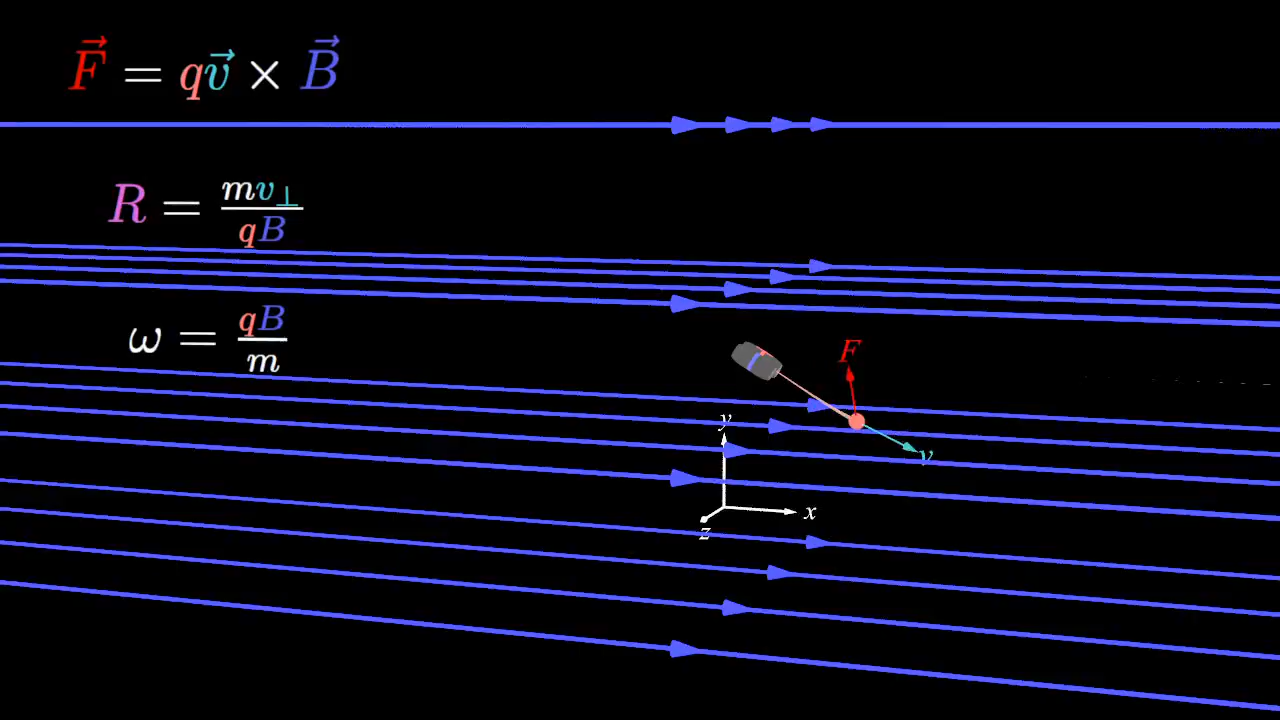 F⃗ = qv⃗ × B⃗
R = mv⊥/qB
ω = qB/m
F
y
v
x
z